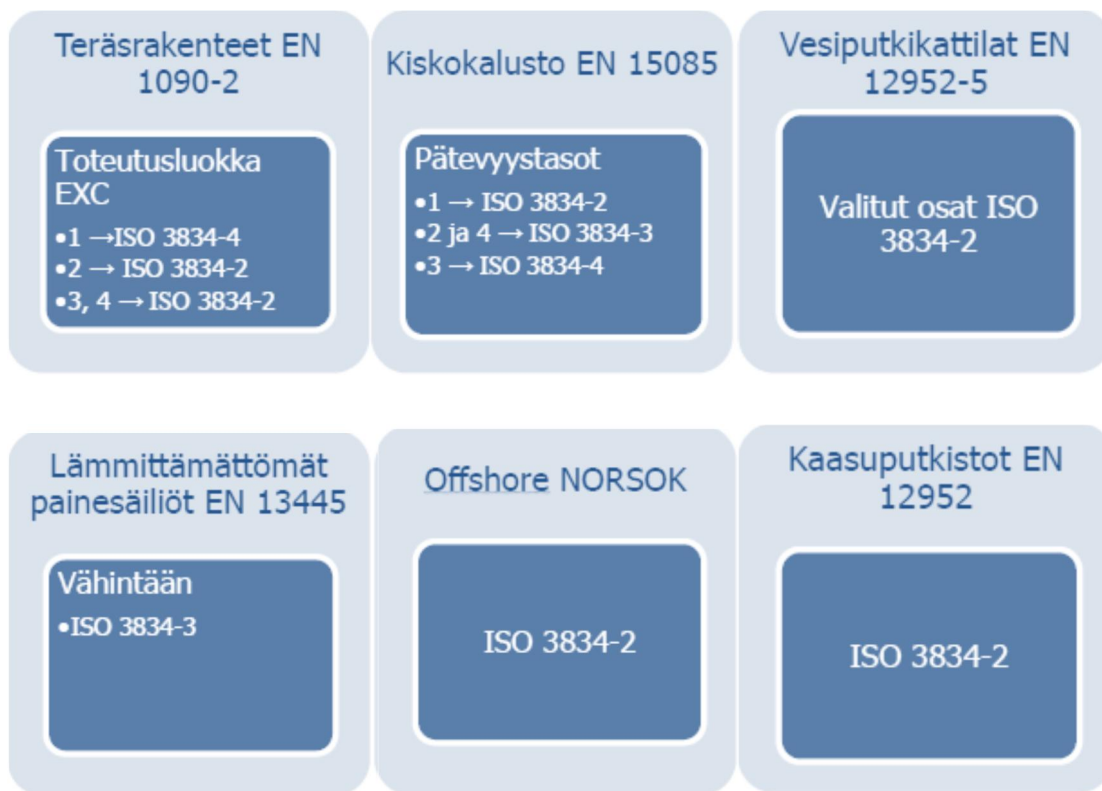 Teräsrakenteet EN
1090-2
Toteutusluokka
EXC
•1 →ISO 3834-4
•2 → ISO 3834-2
•3, 4 → ISO 3834-2
Kiskokalusto EN 15085
Pätevyystasot
•1 → ISO 3834-2
•2 ja 4 → ISO 3834-3
•3 → ISO 3834-4
Vesiputkikattilat EN
12952-5
Valitut osat ISO
3834-2
Lämmittämättömät
painesäiliöt EN 13445
Vähintään
•ISO 3834-3
Offshore NORSOK
ISO 3834-2
Kaasuputkistot EN
12952
ISO 3834-2